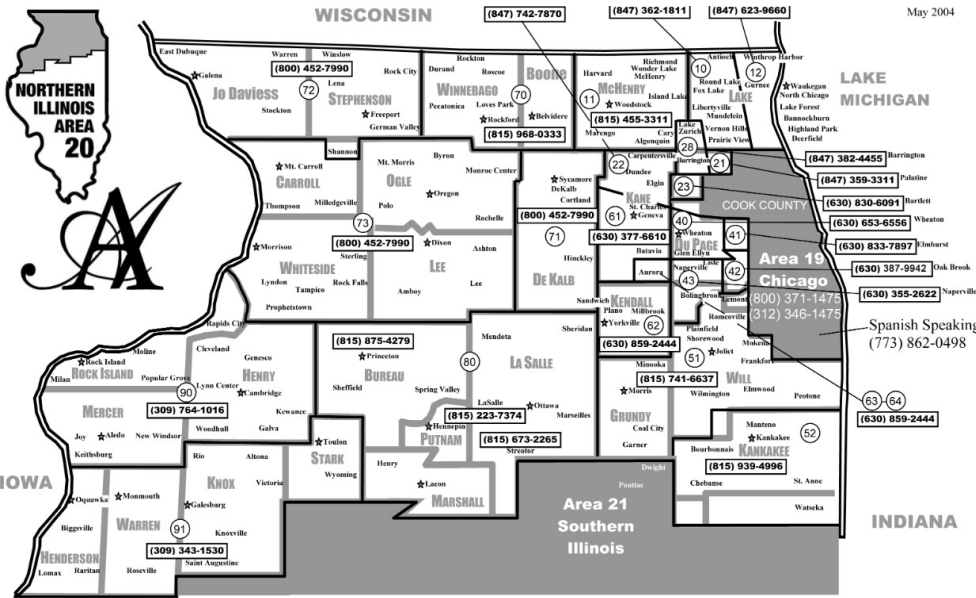 WISCONSIN
(847) 742-7870
(847) 362-1811
(847) 623-9660
May 2004
NORTHERN
ILLINOIS
AREA
20
East Dubuque
Galena
Jo Daviess
Stockton
Warren
Winslow
(800) 452-7990
72
Lena
STEPHENSON
Rock City
Freeport
German Valley
Rockton
Durand
Roscoe
WINNEBAGO
Pecatonica
Loves Park
Rockford
Boone
70
Belvidere
(815) 968-0333
Harvard
Richmond
Wonder Lake
McHenry
McHENRY
11
Island Lake
Woodstock
(815) 455-3311
Marengo
Cary
Algonquin
10
Antioch
Winthrop Harbor
12
Gurnee
Round Lake
Fox Lake
LAKE
Libertyville
Mundelein
Vernon Hills
Prairie View
Waukegan
North Chicago
Lake Forest
Bannockburn
Highland Park
Deerfield
LAKE
MICHIGAN
Lake
Zurich
28
Barrington
21
(847) 382-4455 Barrington
(847) 359-3311 Palatine
23
(630) 830-6091 Bartlett
COOK COUNTY
(630) 653-6556 Wheaton
(630) 833-7897 Elmhurst
(630) 387-9942 Oak Brook
(630) 355-2622 Naperville
Area 19
Chicago
(800) 371-1475
(312) 346-1475
Spanish Speaking
(773) 862-0498
Shannon
Mt. Carroll
CARROLL
Thompson
Milledgeville
Mt. Morris
Byron
OGLE
Monroe Center
Oregon
Polo
Rochelle
73
(800) 452-7990
Sterling
Dixon
Ashton
LEE
Amboy
Lee
Morrison
WHITESIDE
Lyndon
Tampico
Rock Falls
Prophetstown
Sycamore
DeKalb
Cortland
(800) 452-7990
71
Hinckley
DE KALB
Sandwich
22
Carpentersville
Dundee
Elgin
KANE
St. Charles
61
Geneva
(630) 377-6610
Batavia
Aurora
40
Wheaton
DU PAGE
Glen Ellyn
41
Lisle
42
Naperville
43
Bolingbrook
Lemont
Romeoville
KENDALL
Plano
Millbrook
Yorkville
62
(630) 859-2444
Plainfield
Shorewood
51
Joliet
Mokena
Frankfort
Minooka
(815) 741-6637
WILL
Wilmington
Elmwood
Peotone
63
64
(630) 859-2444
Morris
GRUNDY
Coal City
Garner
Manteno
52
Kankakee
Bourbonnais
KANKAKEE
(815) 939-4996
Chebanse
St. Anne
Watseka
INDIANA
Rapids City
Moline
Rock Island
ROCK ISLAND
Milan
Cleveland
Genesco
Popular Grove
Lynn Center
HENRY
Cambridge
90
(309) 764-1016
Kewance
Woodhull
Galva
MERCER
Joy
Aledo
New Windsor
Keithsburg
(815) 875-4279
Princeton
BUREAU
Sheffield
Spring Valley
80
Mendota
Sheridan
LA SALLE
LaSalle
Ottawa
(815) 223-7374
Marseilles
(815) 673-2265
Streater
Hennepin
PUTNAM
Henry
Lacon
MARSHALL
Toulon
STARK
Wyoming
Rio
Altona
KNOX
Victoria
Galesburg
Knoxville
91
(309) 343-1530
Saint Augustine
IOWA
Oquawka
Biggsville
HENDERSON
Lomax
Raritan
Monmouth
WARREN
Roseville
Dwight
Pontiac
Area 21
Southern
Illinois